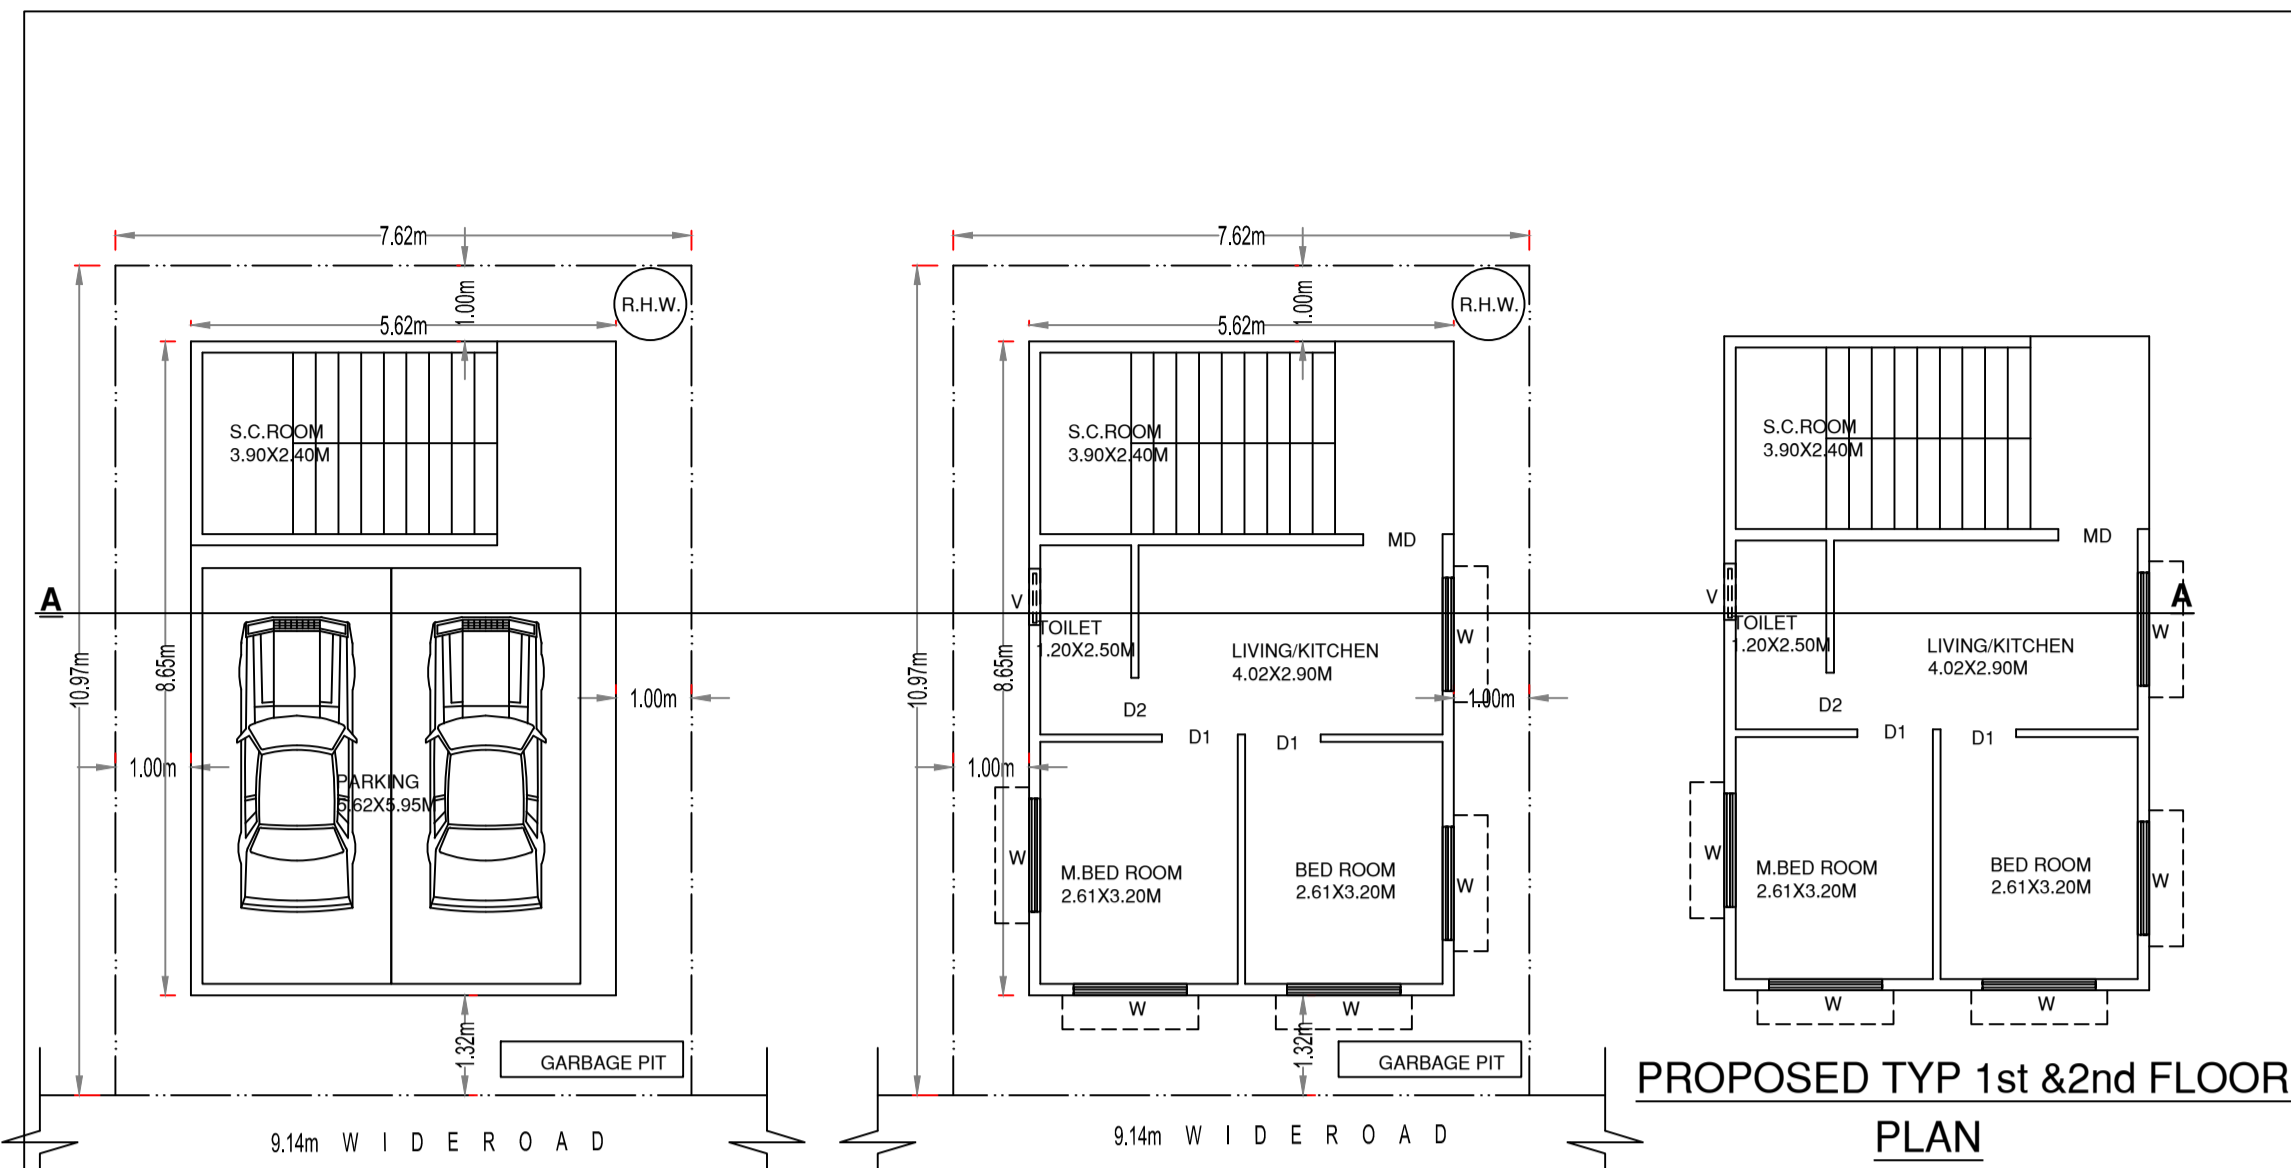 7.62m
1.00m
5.62m
R.H.W.
10.97m
8.65m
S.C.ROOM
3.90X2.40M
A
1.00m
1.00m
PARKING
5.62X5.95M
1.32m
GARBAGE PIT
9.14m W I D E R O A D
7.62m
1.00m
5.62m
R.H.W.
10.97m
8.65m
S.C.ROOM
3.90X2.40M
MD
V
TOILET
1.20X2.50M
LIVING/KITCHEN
4.02X2.90M
W
D2
D1
D1
1.00m
1.00m
W
M.BED ROOM
2.61X3.20M
BED ROOM
2.61X3.20M
W
W
W
1.32m
GARBAGE PIT
9.14m W I D E R O A D
S.C.ROOM
3.90X2.40M
MD
V
A
TOILET
1.20X2.50M
LIVING/KITCHEN
4.02X2.90M
W
D2
D1
D1
W
M.BED ROOM
2.61X3.20M
BED ROOM
2.61X3.20M
W
W
W
PROPOSED TYP 1st &2nd FLOOR
PLAN